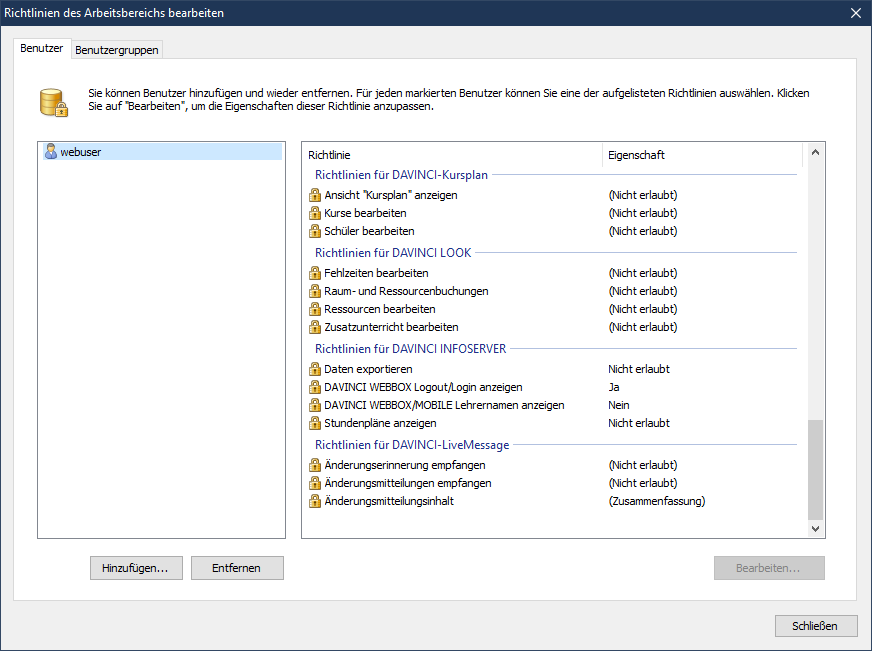 Richtlinien des Arbeitsbereichs bearbeiten
Benutzer Benutzergruppen
Sie können Benutzer hinzufügen und wieder entfernen. Für jeden markierten Benutzer können Sie eine der aufgelisteten Richtlinien auswählen. Klicken
Sie auf "Bearbeiten", um die Eigenschaften dieser Richtlinie anzupassen.
webuser
Richtlinie Eigenschaft
Richtlinien für DAVINCI-Kursplan
Ansicht "Kursplan" anzeigen (Nicht erlaubt)
Kurse bearbeiten (Nicht erlaubt)
Schüler bearbeiten (Nicht erlaubt)
Richtlinien für DAVINCI LOOK
Fehlzeiten bearbeiten (Nicht erlaubt)
Raum- und Ressourcenbuchungen (Nicht erlaubt)
Ressourcen bearbeiten (Nicht erlaubt)
Zusatzunterricht bearbeiten (Nicht erlaubt)
Richtlinien für DAVINCI INFOSERVER
Daten exportieren Nicht erlaubt
DAVINCI WEBBOX Logout/Login anzeigen Ja
DAVINCI WEBBOX/MOBILE Lehrernamen anzeigen Nein
Stundenpläne anzeigen Nicht erlaubt
Richtlinien für DAVINCI-LiveMessage
Änderungserinnerung empfangen (Nicht erlaubt)
Änderungsmitteilungen empfangen (Nicht erlaubt)
Änderungsmitteilungsinhalt (Zusammenfassung)
Hinzufügen... Entfernen Bearbeiten...
Schließen